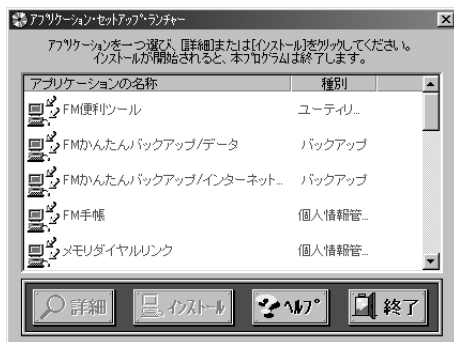 アプリケーション・セットアップ・ランチャー
アプリケーションを一つ選び、[詳細]または[インストール]をクリックしてください。
インストールが開始されると、本プログラムは終了します。
アプリケーションの名称 種別
FM便利ツール ユーティリ...
FMかんたんバックアップ/データ バックアップ
FMかんたんバックアップ/インターネット... バックアップ
FM手帳 個人情報管...
メモリダイヤルリンク 個人情報管...
詳細 インストール ヘルプ 終了